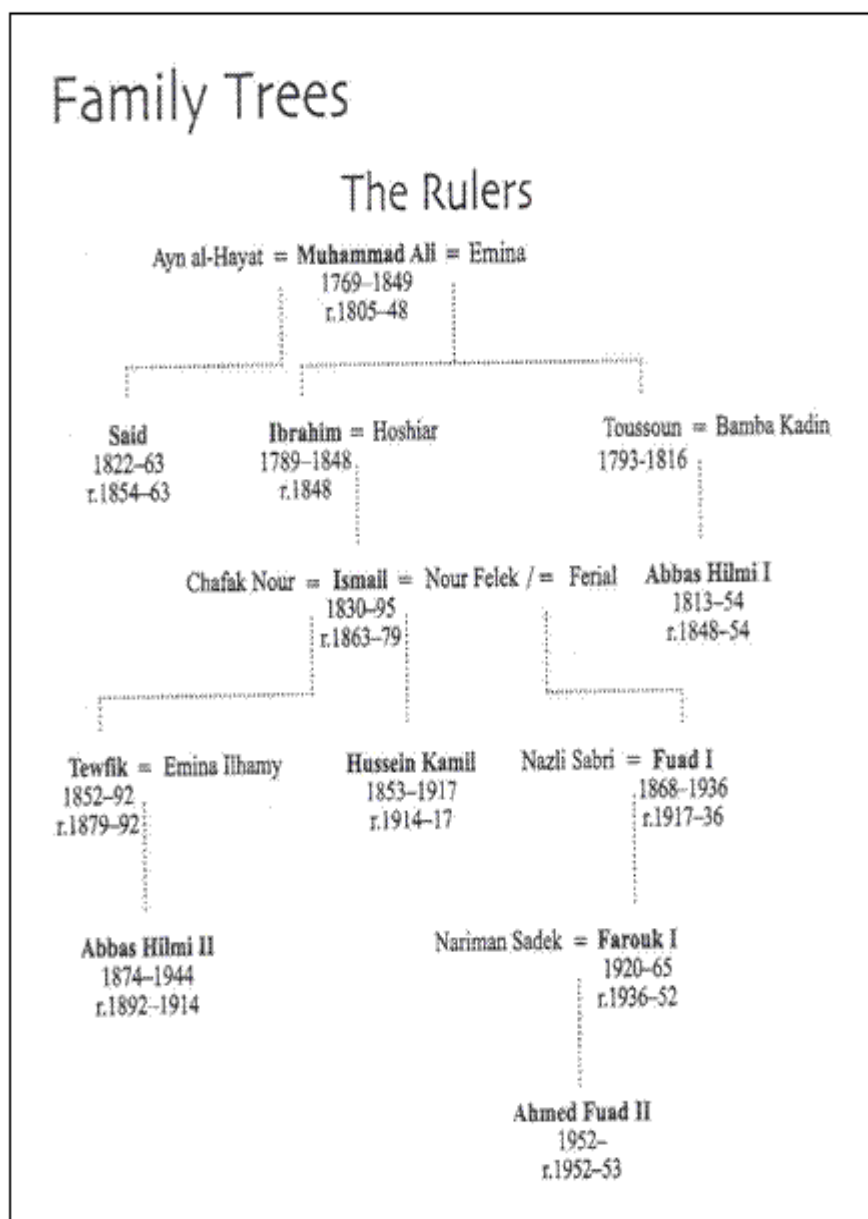 Family Trees
The Rulers
Ayn al-Hayat = Muhammad Ali = Emina
1769–1849
r.1805–48
Said
1822–63
r.1854–63
Ibrahim = Hoshiar
1789–1848
r.1848
Toussoun = Bamba Kadin
1793-1816
Chafak Nour = Ismail = Nour Felek / = Ferial
1830–95
r.1863–79
Abbas Hilmi I
1813–54
r.1848–54
Tewfik = Emina Ilhamy
1852–92
r.1879–92
Hussein Kamil
1853–1917
r.1914–17
Nazli Sabri = Fuad I
1868–1936
r.1917–36
Abbas Hilmi II
1874–1944
r.1892–1914
Nariman Sadek = Farouk I
1920–65
r.1936–52
Ahmed Fuad II
1952–
r.1952–53